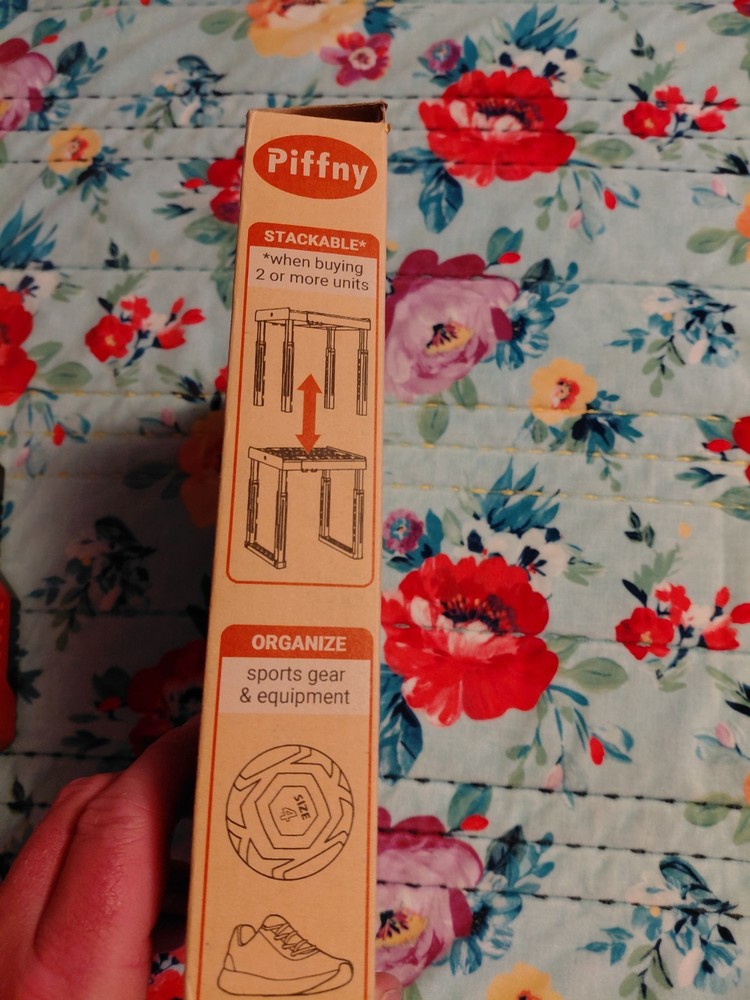 Piffny
STACKABLE*
*when buying
2 or more units
ORGANIZE
sports gear
& equipment
SIZE
4